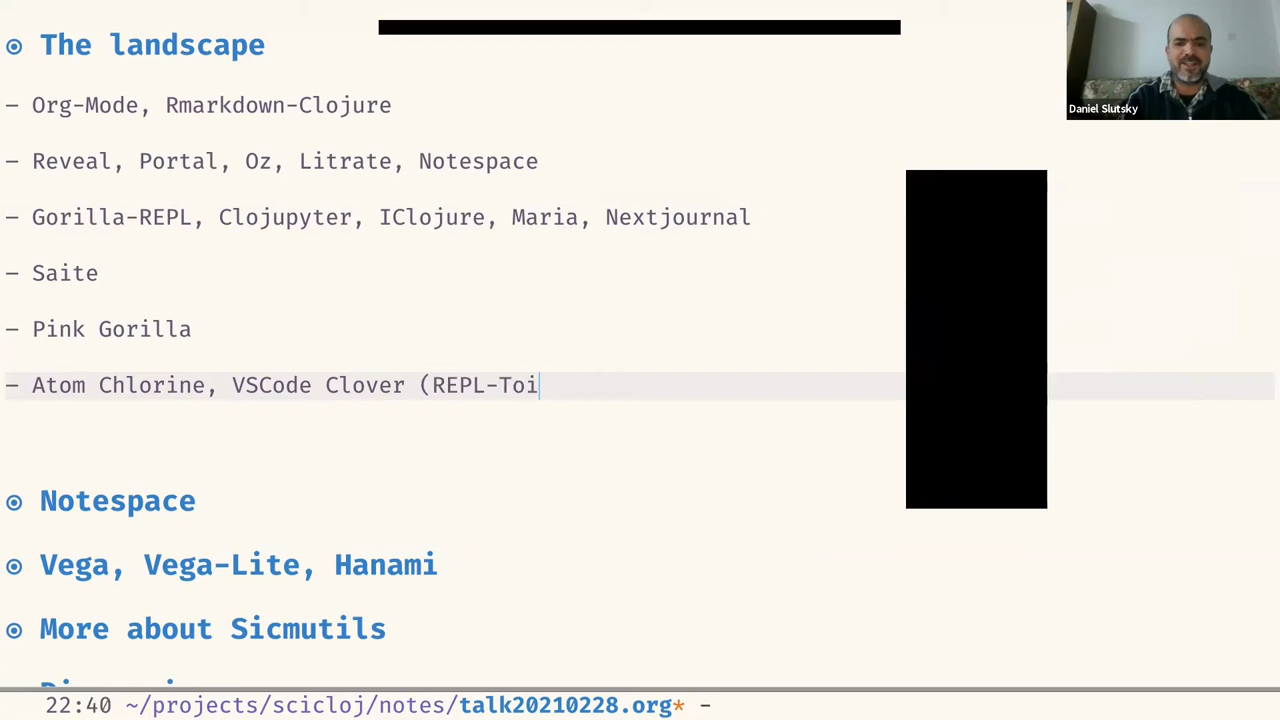 The landscape
Daniel Slutsky
– Org-Mode, Rmarkdown-Clojure
– Reveal, Portal, Oz, Litrate, Notespace
– Gorilla-REPL, Clojupyter, IClojure, Maria, Nextjournal
– Saite
– Pink Gorilla
– Atom Chlorine, VSCode Clover (REPL-Toi
Notespace
Vega, Vega-Lite, Hanami
More about Sicmutils
22:40 ~/projects/scicloj/notes/talk20210228.org* –